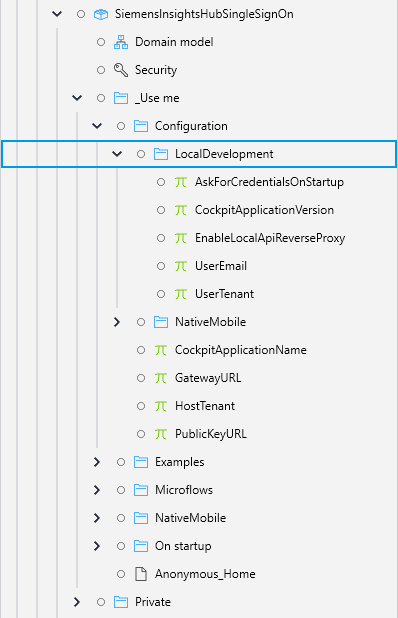 SiemensInsightsHubSingleSignOn
Domain model
Security
_Use me
Configuration
LocalDevelopment
AskForCredentialsOnStartup
CockpitApplicationVersion
EnableLocalApiReverseProxy
UserEmail
UserTenant
NativeMobile
CockpitApplicationName
GatewayURL
HostTenant
PublicKeyURL
Examples
Microflows
NativeMobile
On startup
Anonymous_Home
Private